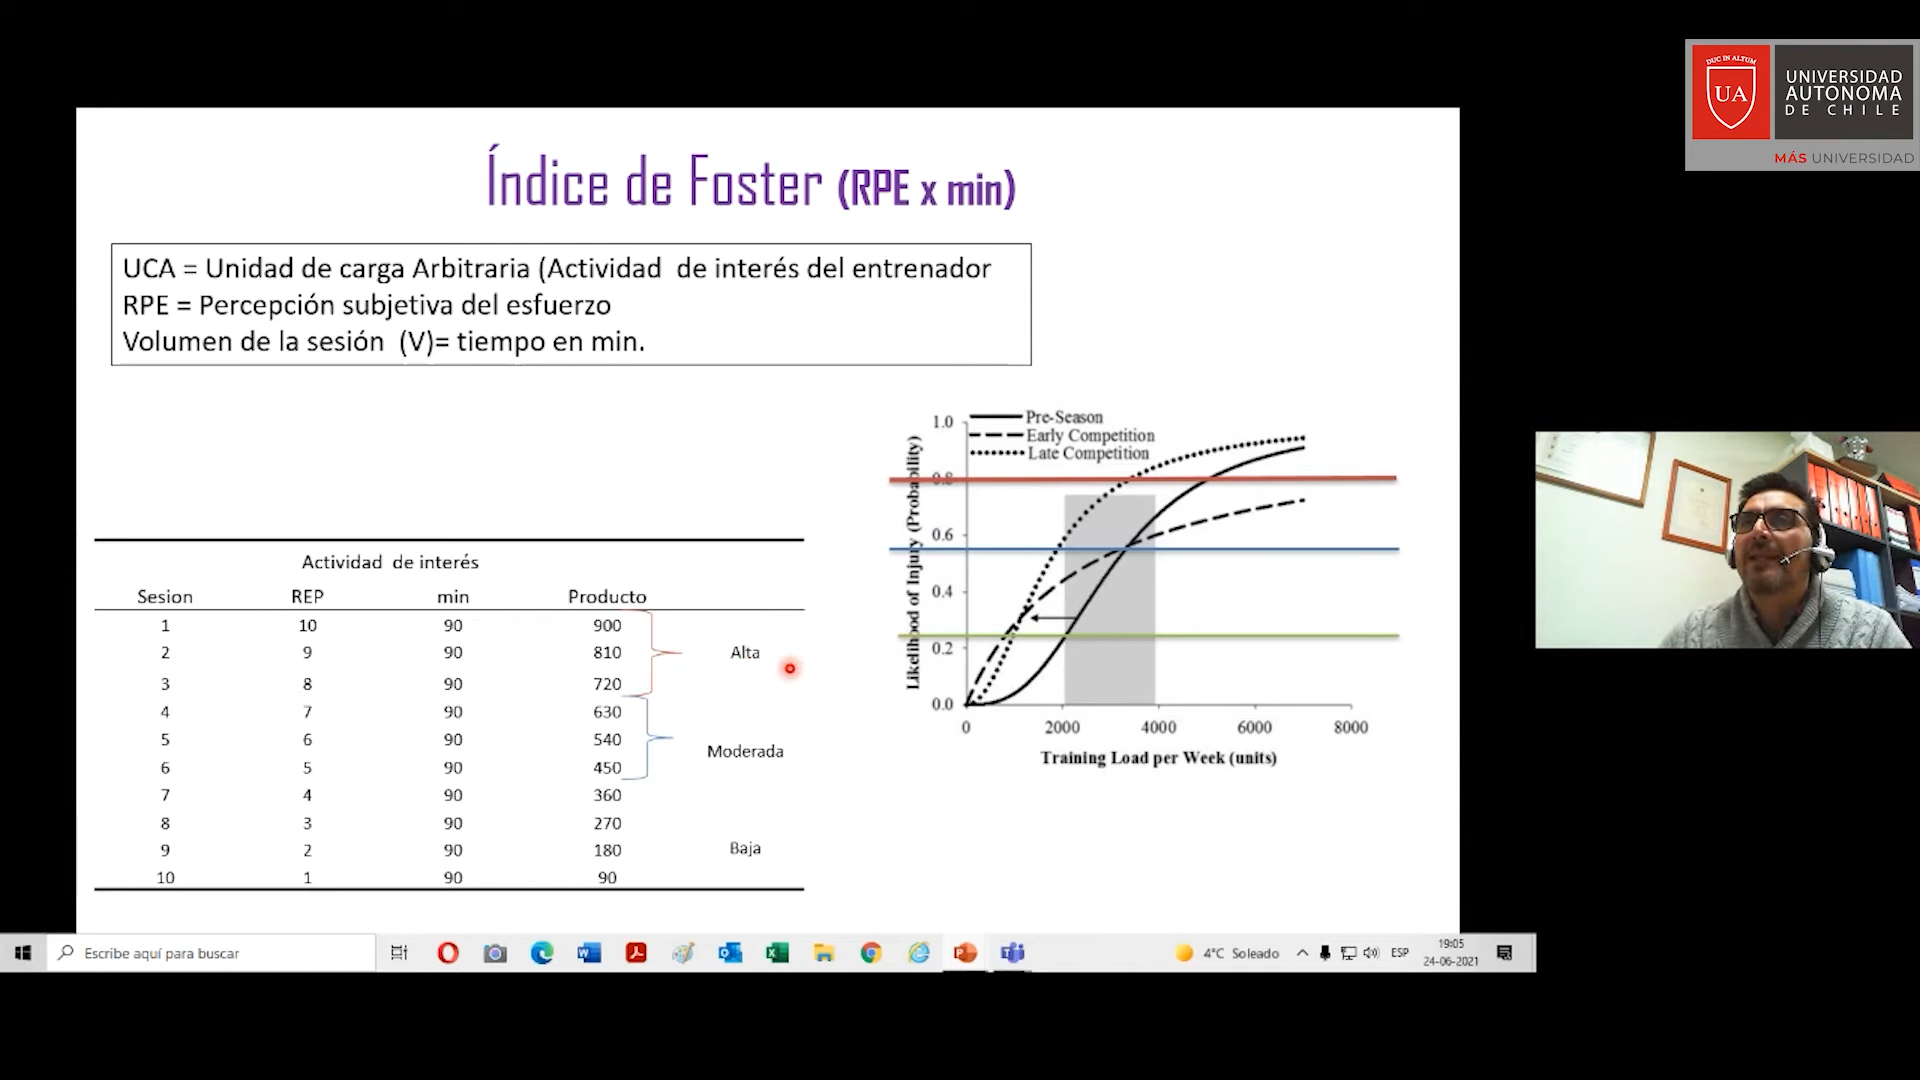 DUC IN ALTUM
UA
UNIVERSIDAD
AUTONOMA
DE CHILE
MÁS UNIVERSIDAD
Índice de Foster (RPE x min)
UCA = Unidad de carga Arbitraria (Actividad de interés del entrenador
RPE = Percepción subjetiva del esfuerzo
Volumen de la sesión (V)= tiempo en min.
Actividad de interés
Sesion REP min Producto
1 10 90 900
2 9 90 810 Alta
3 8 90 720
4 7 90 630
5 6 90 540 Moderada
6 5 90 450
7 4 90 360
8 3 90 270
9 2 90 180 Baja
10 1 90 90
Pre-Season
Early Competition
Late Competition
Likelihood of Injury (Probability)
1.0
0.8
0.6
0.4
0.2
0.0
0 2000 4000 6000 8000
Training Load per Week (units)
Escribe aquí para buscar
4°C Soleado
ESP
19:05
24-06-2021